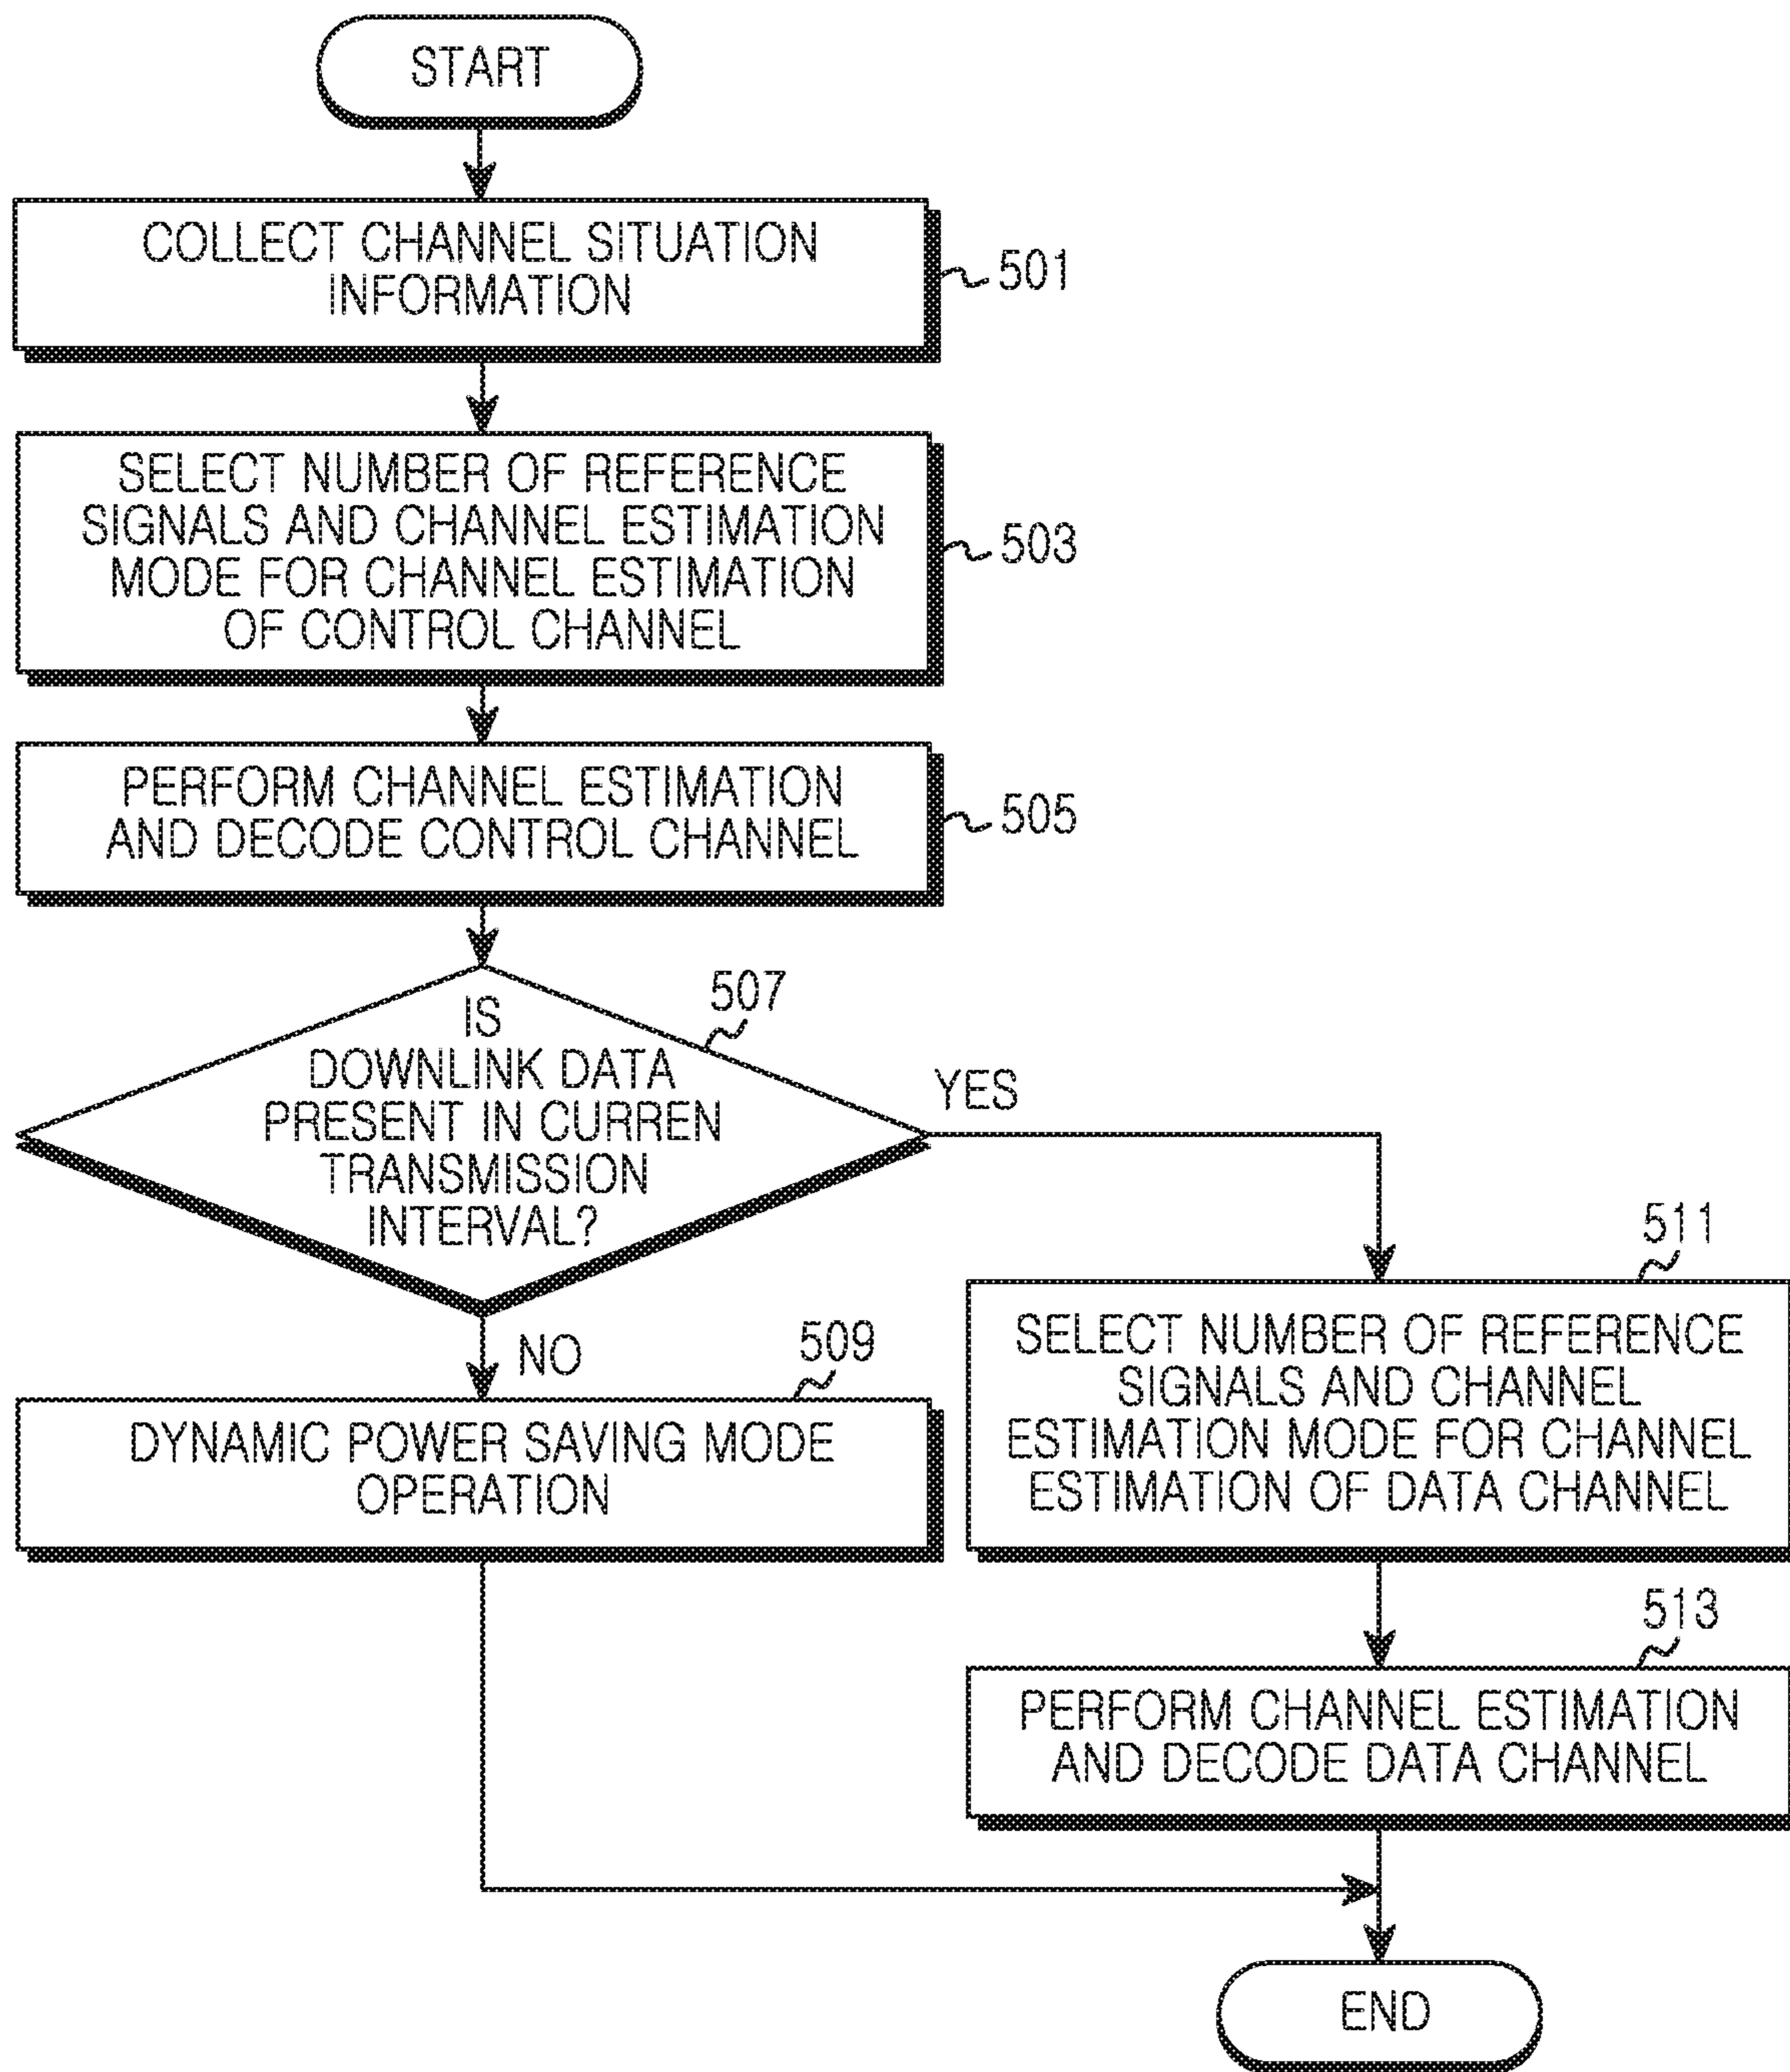 START
COLLECT CHANNEL SITUATION
INFORMATION
501
SELECT NUMBER OF REFERENCE
SIGNALS AND CHANNEL ESTIMATION
MODE FOR CHANNEL ESTIMATION
OF CONTROL CHANNEL
503
PERFORM CHANNEL ESTIMATION
AND DECODE CONTROL CHANNEL
505
507
IS
DOWNLINK DATA
PRESENT IN CURREN
TRANSMISSION
INTERVAL?
YES
NO
509
DYNAMIC POWER SAVING MODE
OPERATION
511
SELECT NUMBER OF REFERENCE
SIGNALS AND CHANNEL
ESTIMATION MODE FOR CHANNEL
ESTIMATION OF DATA CHANNEL
513
PERFORM CHANNEL ESTIMATION
AND DECODE DATA CHANNEL
END